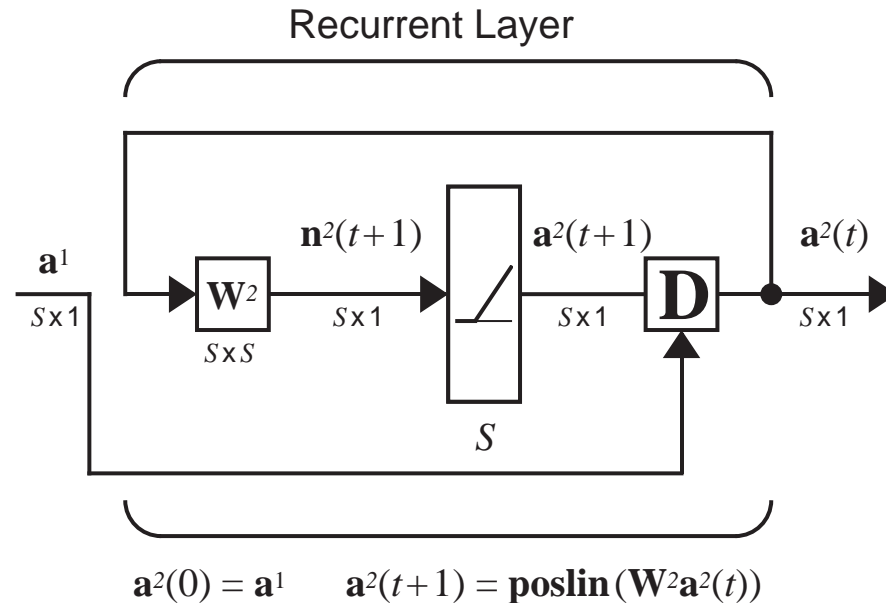 Recurrent Layer
n²(t+1) a²(t+1) a²(t)
a¹ W² D
Sx1 Sx1 Sx1 Sx1
SxS
S
a²(0) = a¹ a²(t+1) = poslin(W²a²(t))